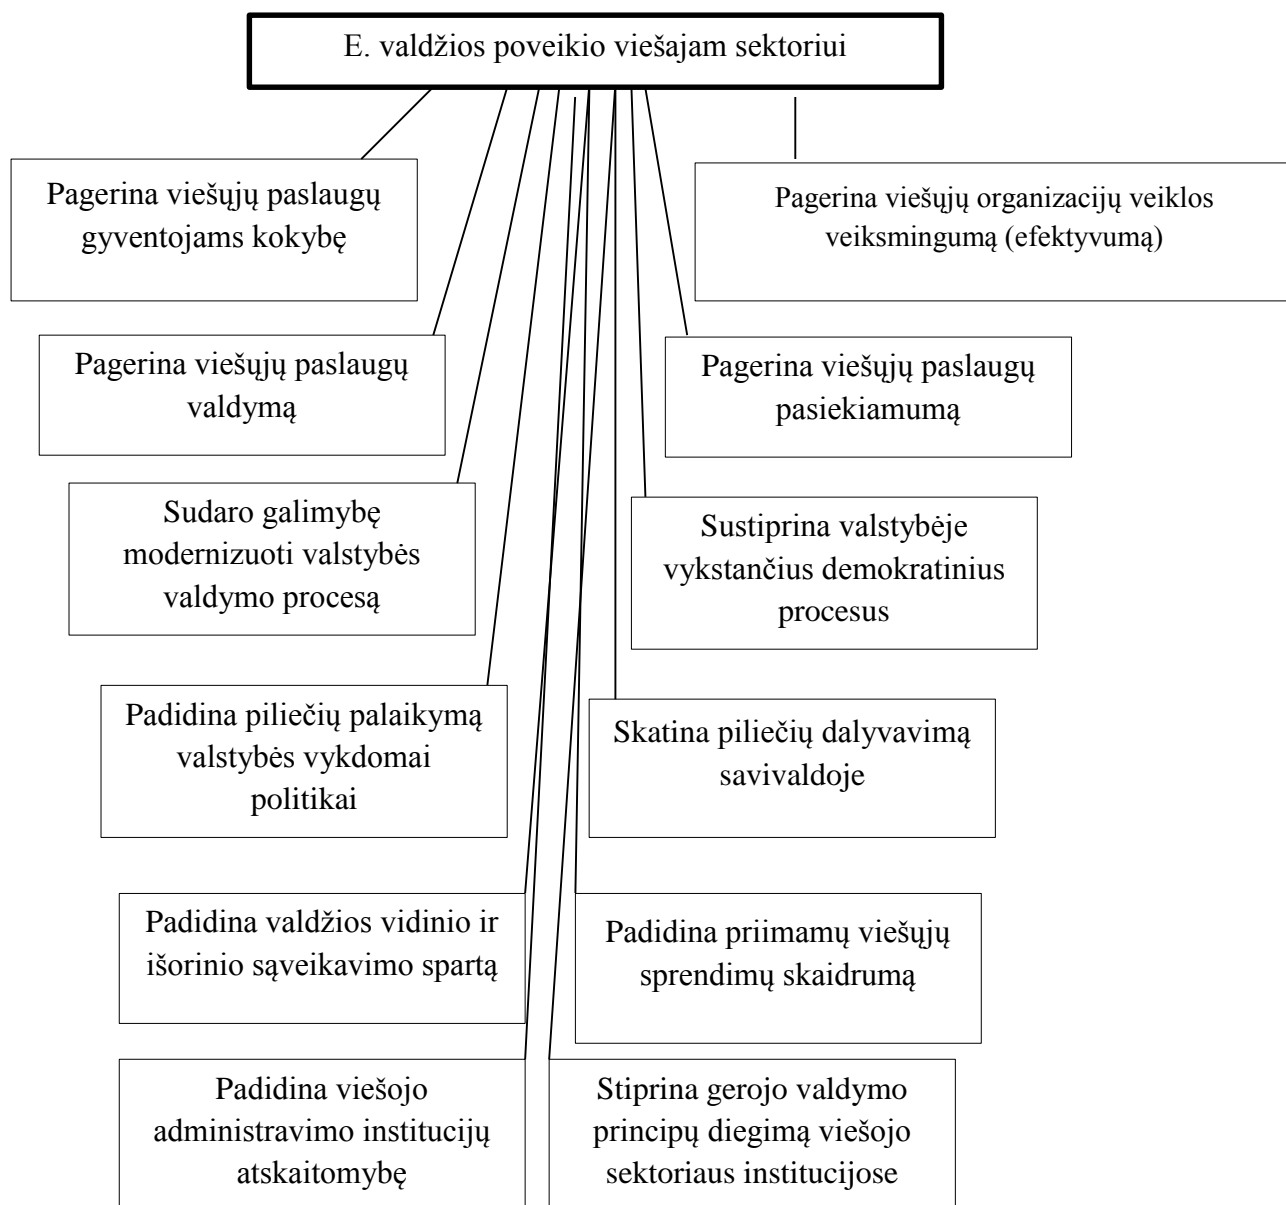 E. valdžios poveikio viešajam sektoriui
Pagerina viešųjų paslaugų
gyventojams kokybę
Pagerina viešųjų organizacijų veiklos
veiksmingumą (efektyvumą)
Pagerina viešųjų paslaugų
valdymą
Pagerina viešųjų paslaugų
pasiekiamumą
Sudaro galimybę
modernizuoti valstybės
valdymo procesą
Sustiprina valstybėje
vykstančius demokratinius
procesus
Padidina piliečių palaikymą
valstybės vykdomai
politikai
Skatina piliečių dalyvavimą
savivaldoje
Padidina valdžios vidinio ir
išorinio sąveikavimo spartą
Padidina priimamų viešųjų
sprendimų skaidrumą
Padidina viešojo
administravimo institucijų
atskaitomybę
Stiprina gerojo valdymo
principų diegimą viešojo
sektoriaus institucijose